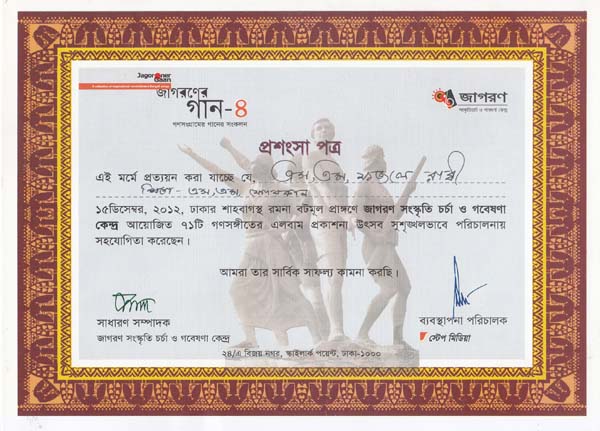 Jagoroner Gaan
জাগরণের
গান-৪
গণসংগ্রামের গানের সংকলন
জাগরণ
সংস্কৃতি চর্চা ও গবেষণা কেন্দ্র
প্রশংসা পত্র
এই মর্মে প্রত্যয়ন করা যাচ্ছে যে, এম, এম, ফজলে রাব্বী
পিতা - এম, এম,
১৫ডিসেম্বর, ২০১২, ঢাকার শাহবাগস্থ রমনা বটমূল প্রাঙ্গণে জাগরণ সংস্কৃতি চর্চা ও গবেষণা
কেন্দ্র আয়োজিত ৭১টি গণসঙ্গীতের এলবাম প্রকাশনা উৎসব সুশৃঙ্খলভাবে পরিচালনায়
সহযোগিতা করেছেন।
আমরা তার সার্বিক সাফল্য কামনা করছি।
সাধারণ সম্পাদক
জাগরণ সংস্কৃতি চর্চা ও গবেষণা কেন্দ্র
ব্যবস্থাপনা পরিচালক
স্টেপ মিডিয়া
২৪/এ বিজয় নগর, স্কাইলার্ক পয়েন্ট, ঢাকা-১০০০